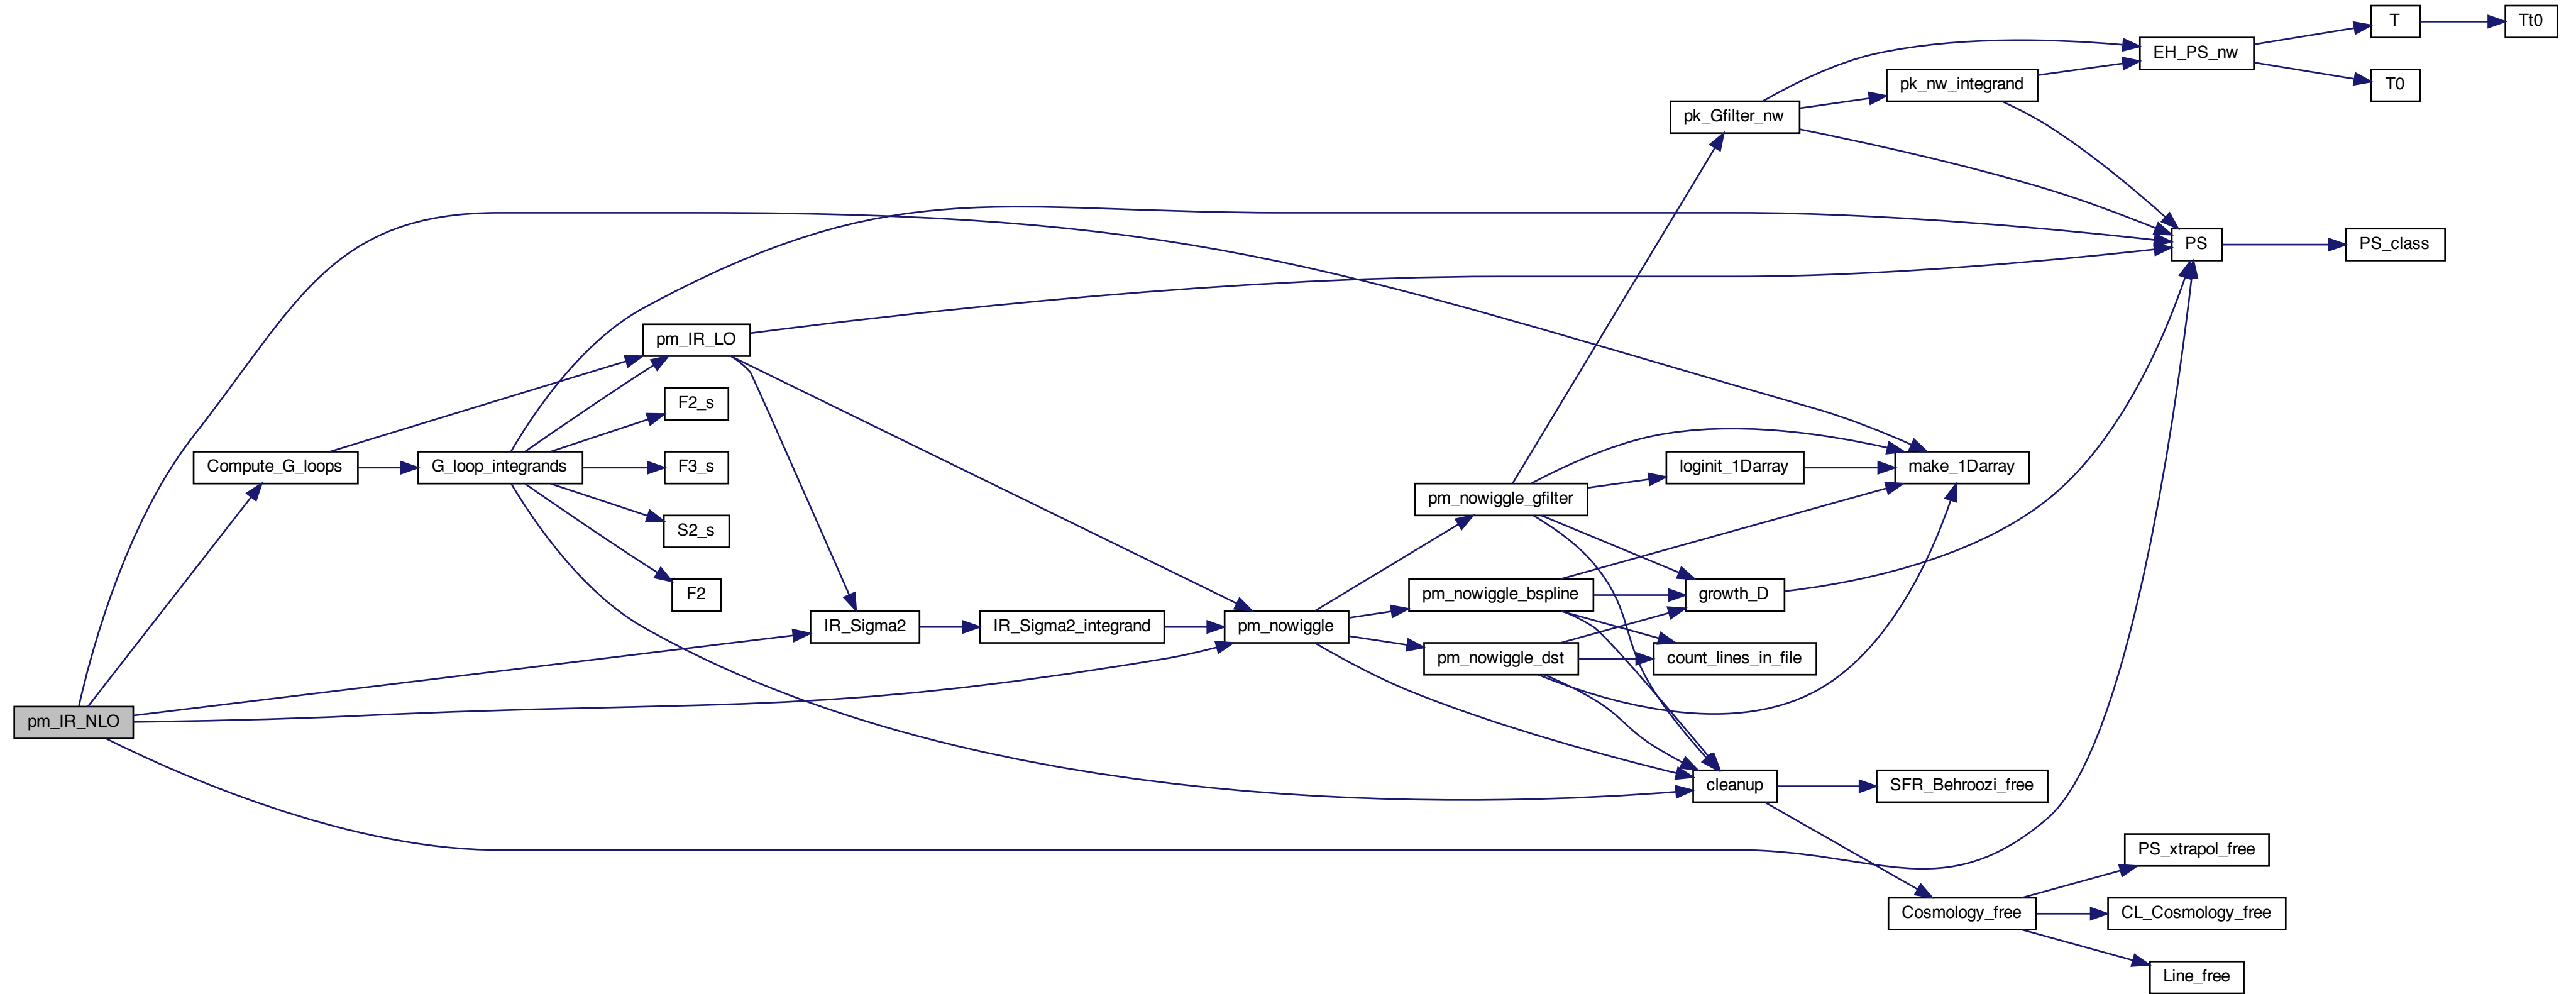 T
Tt0
EH_PS_nw
pk_nw_integrand
T0
pk_Gfilter_nw
PS
PS_class
pm_IR_LO
F2_s
Compute_G_loops
G_loop_integrands
F3_s
loginit_1Darray
make_1Darray
pm_nowiggle_gfilter
S2_s
F2
pm_nowiggle_bspline
growth_D
IR_Sigma2
IR_Sigma2_integrand
pm_nowiggle
pm_nowiggle_dst
count_lines_in_file
pm_IR_NLO
cleanup
SFR_Behroozi_free
PS_xtrapol_free
Cosmology_free
CL_Cosmology_free
Line_free